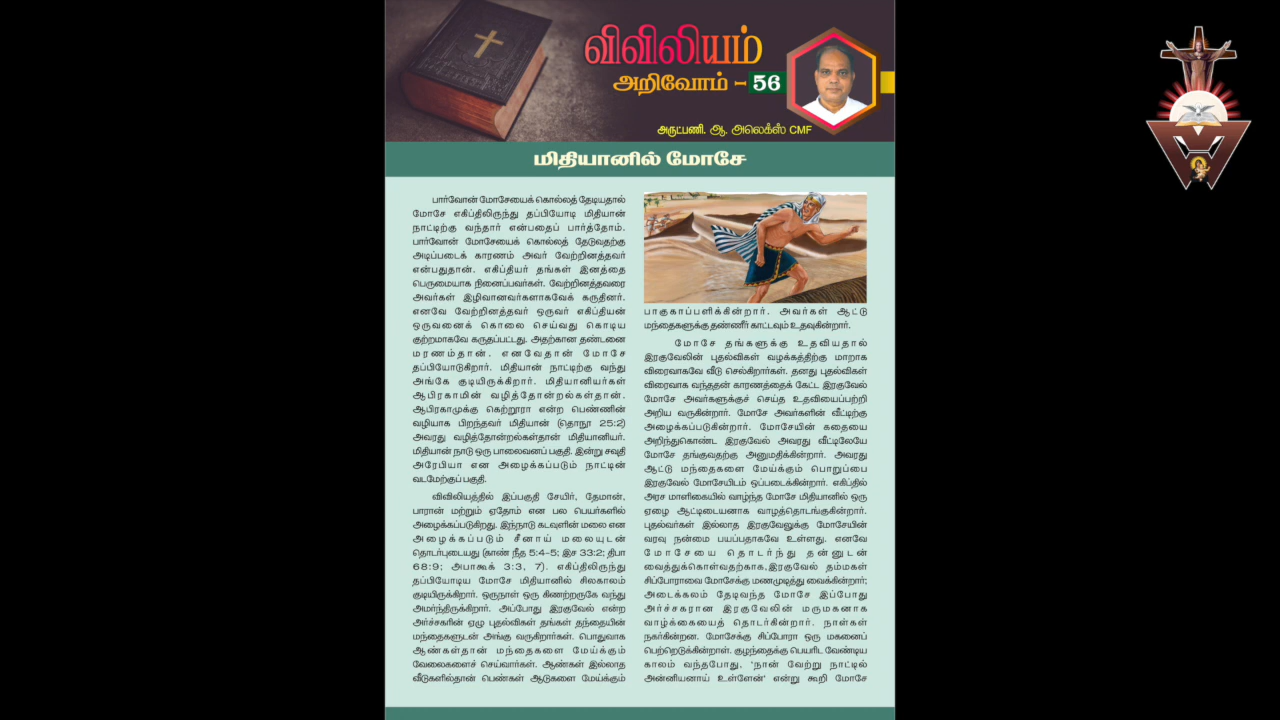 விவிலியம்
அறிவோம் - 56
அருட்பணி. ஆ. அலெக்ஸ் CMF
மிதியானில் மோசே
பார்வோன் மோசேயைக் கொல்லத் தேடியதால்
மோசே எகிப்திலிருந்து தப்பியோடி மிதியான்
நாட்டிற்கு வந்தார் என்பதைப் பார்த்தோம்.
பார்வோன் மோசேயைக் கொல்லத் தேடுவதற்கு
அடிப்படைக் காரணம் அவர் வேற்றினத்தவர்
என்பதுதான். எகிப்தியர் தங்கள் இனத்தை
பெருமையாக நினைப்பவர்கள். வேற்றினத்தவரை
அவர்கள் இழிவானவர்களாகவேக் கருதினர்.
எனவே வேற்றினத்தவர் ஒருவர் எகிப்தியன்
ஒருவனைக் கொலை செய்வது கொடிய
குற்றமாகவே கருதப்பட்டது. அதற்கான தண்டனை
மரணம்தான். எனவேதான் மோசே
தப்பியோடுகிறார். மிதியான் நாட்டிற்கு வந்து
அங்கே குடியிருக்கிறார். மிதியானியர்கள்
ஆபிரகாமின் வழித்தோன்றல்கள்தான்.
ஆபிரகாமுக்கு கெற்றூரா என்ற பெண்ணின்
வழியாக பிறந்தவர் மிதியான் (தொநூ 25:2)
அவரது வழித்தோன்றல்கள்தான் மிதியானியர்.
மிதியான் நாடு ஒரு பாலைவனப் பகுதி. இன்று சவுதி
அரேபியா என அழைக்கப்படும் நாட்டின்
வடமேற்குப் பகுதி.
விவிலியத்தில் இப்பகுதி சேயிர், தேமான்,
பாரான் மற்றும் ஏதோம் என பல பெயர்களில்
அழைக்கப்படுகிறது. இந்நாடு கடவுளின் மலை என
அழைக்கப்படும் சீனாய் மலையுடன்
தொடர்புடையது (காண் நீத 5:4-5; இச 33:2; திபா
68:9; அபாகூக் 3:3, 7). எகிப்திலிருந்து
தப்பியோடிய மோசே மிதியானில் சிலகாலம்
குடியிருக்கிறார். ஒருநாள் ஒரு கிணற்றருகே வந்து
அமர்ந்திருக்கிறார். அப்போது இரகுவேல் என்ற
அர்ச்சகரின் ஏழு புதல்விகள் தங்கள் தந்தையின்
மந்தைகளுடன் அங்கு வருகிறார்கள். பொதுவாக
ஆண்கள்தான் மந்தைகளை மேய்க்கும்
வேலைகளைச் செய்வார்கள். ஆண்கள் இல்லாத
வீடுகளில்தான் பெண்கள் ஆடுகளை மேய்க்கும்
பாகுகாப்பளிக்கின்றார். அவர்கள் ஆட்டு
மந்தைகளுக்கு தண்ணீர் காட்டவும் உதவுகின்றார்.
மோசே தங்களுக்கு உதவியதால்
இரகுவேலின் புதல்விகள் வழக்கத்திற்கு மாறாக
விரைவாகவே வீடு செல்கிறார்கள். தனது புதல்விகள்
விரைவாக வந்ததன் காரணத்தைக் கேட்ட இரகுவேல்
மோசே அவர்களுக்குச் செய்த உதவியைப்பற்றி
அறிய வருகின்றார். மோசே அவர்களின் வீட்டிற்கு
அழைக்கப்படுகின்றார். மோசேயின் கதையை
அறிந்துகொண்ட இரகுவேல் அவரது வீட்டிலேயே
மோசே தங்குவதற்கு அனுமதிக்கின்றார். அவரது
ஆட்டு மந்தைகளை மேய்க்கும் பொறுப்பை
இரகுவேல் மோசேயிடம் ஒப்படைக்கின்றார். எகிப்தில்
அரச மாளிகையில் வாழ்ந்த மோசே மிதியானில் ஒரு
ஏழை ஆட்டிடையனாக வாழத்தொடங்குகின்றார்.
புதல்வர்கள் இல்லாத இரகுவேலுக்கு மோசேயின்
வரவு நன்மை பயப்பதாகவே உள்ளது. எனவே
மோசேயை தொடர்ந்து தன்னுடன்
வைத்துக்கொள்வதற்காக,இரகுவேல் தம்மகள்
சிப்போராவை மோசேக்கு மணமுடித்து வைக்கின்றார்;
அடைக்கலம் தேடிவந்த மோசே இப்போது
அர்ச்சகரான இரகுவேலின் மருமகனாக
வாழ்க்கையைத் தொடர்கின்றார். நாள்கள்
நகர்கின்றன. மோசேக்கு சிப்போரா ஒரு மகனைப்
பெற்றெடுக்கின்றாள். குழந்தைக்கு பெயரிட வேண்டிய
காலம் வந்தபோது, 'நான் வேற்று நாட்டில்
அன்னியனாய் உள்ளேன்' என்று கூறி மோசே